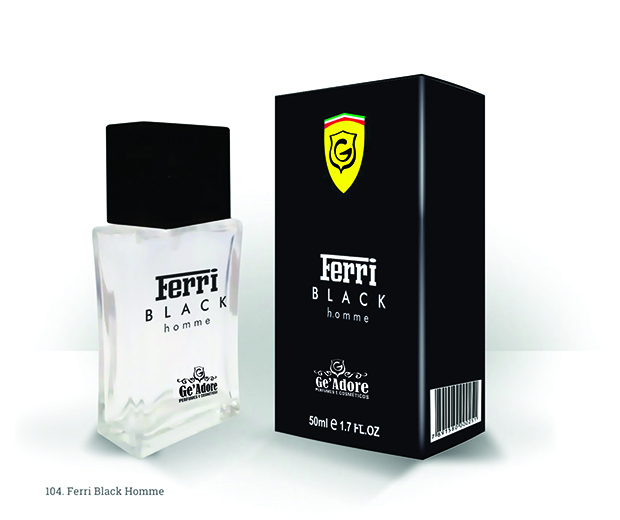 G
Ferri
BLACK
homme
G
Ge'Adore
PERFUMES E COSMÉTICOS
Ferri
BLACK
homme
G
Ge'Adore
PERFUMES E COSMÉTICOS
50ml e 1.7 FL.OZ
104. Ferri Black Homme